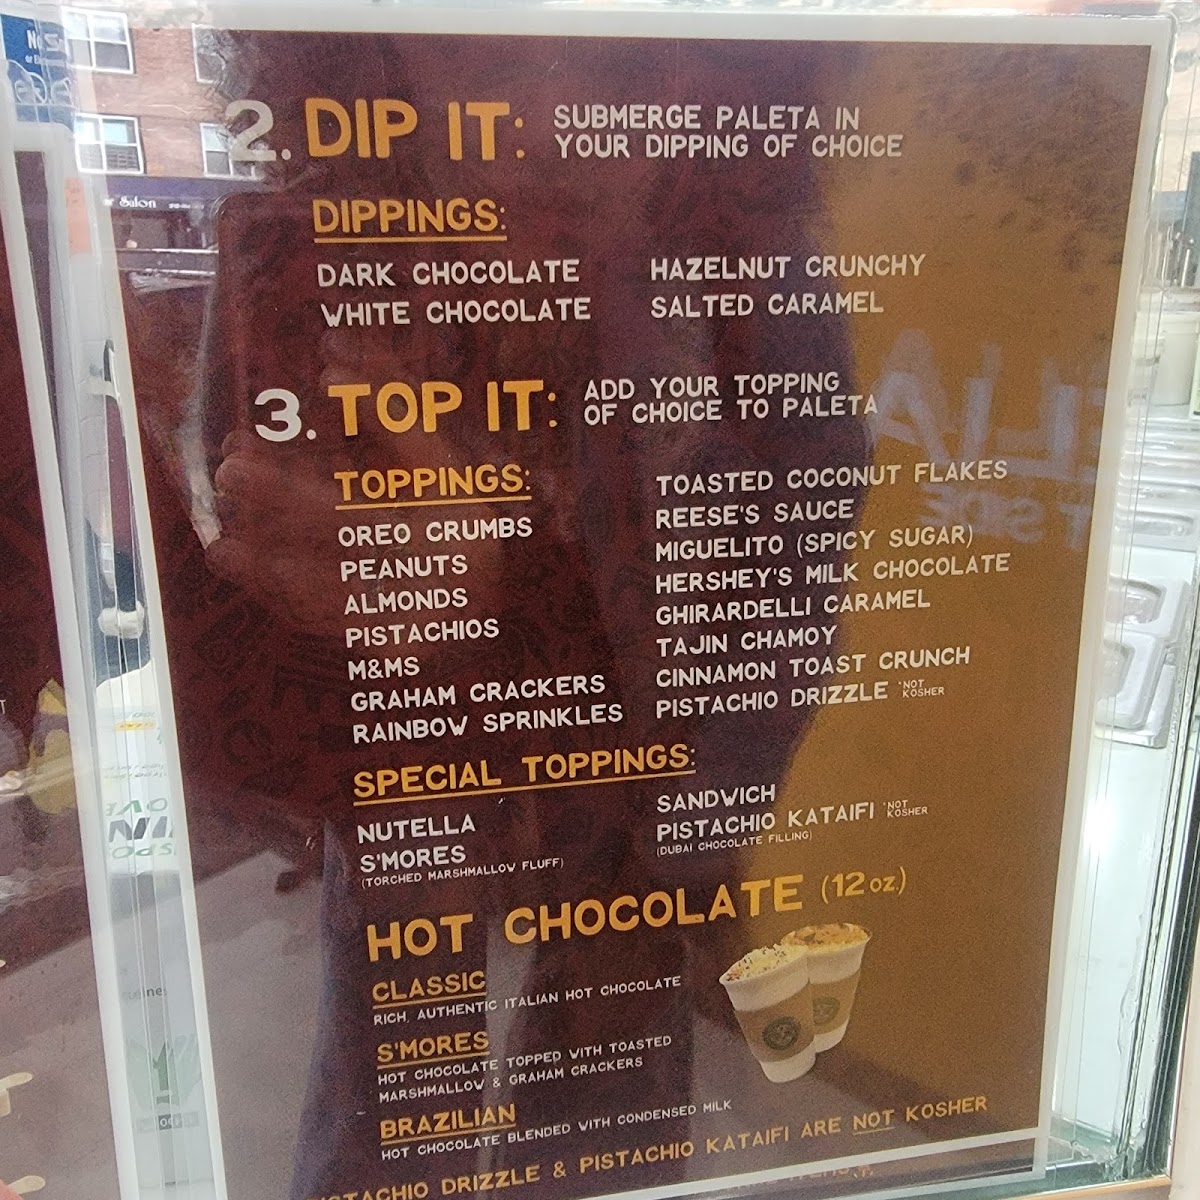 2. DIP IT: SUBMERGE PALETA IN
YOUR DIPPING OF CHOICE
DIPPINGS:
DARK CHOCOLATE
WHITE CHOCOLATE
HAZELNUT CRUNCHY
SALTED CARAMEL
3. TOP IT: ADD YOUR TOPPING
OF CHOICE TO PALETA
TOPPINGS:
OREO CRUMBS
PEANUTS
ALMONDS
PISTACHIOS
M&MS
GRAHAM CRACKERS
RAINBOW SPRINKLES
TOASTED COCONUT FLAKES
REESE'S SAUCE
MIGUELITO (SPICY SUGAR)
HERSHEY'S MILK CHOCOLATE
GHIRARDELLI CARAMEL
TAJIN CHAMOY
CINNAMON TOAST CRUNCH
PISTACHIO DRIZZLE *NOT
KOSHER
SPECIAL TOPPINGS:
NUTELLA
S'MORES
(TORCHED MARSHMALLOW FLUFF)
SANDWICH
PISTACHIO KATAIFI *NOT
KOSHER
(DUBAI CHOCOLATE FILLING)
HOT CHOCOLATE (12 OZ.)
CLASSIC
RICH, AUTHENTIC ITALIAN HOT CHOCOLATE
S'MORES
HOT CHOCOLATE TOPPED WITH TOASTED
MARSHMALLOW & GRAHAM CRACKERS
BRAZILIAN
HOT CHOCOLATE BLENDED WITH CONDENSED MILK
DRIZZLE & PISTACHIO KATAIFI ARE NOT KOSHER
Salon